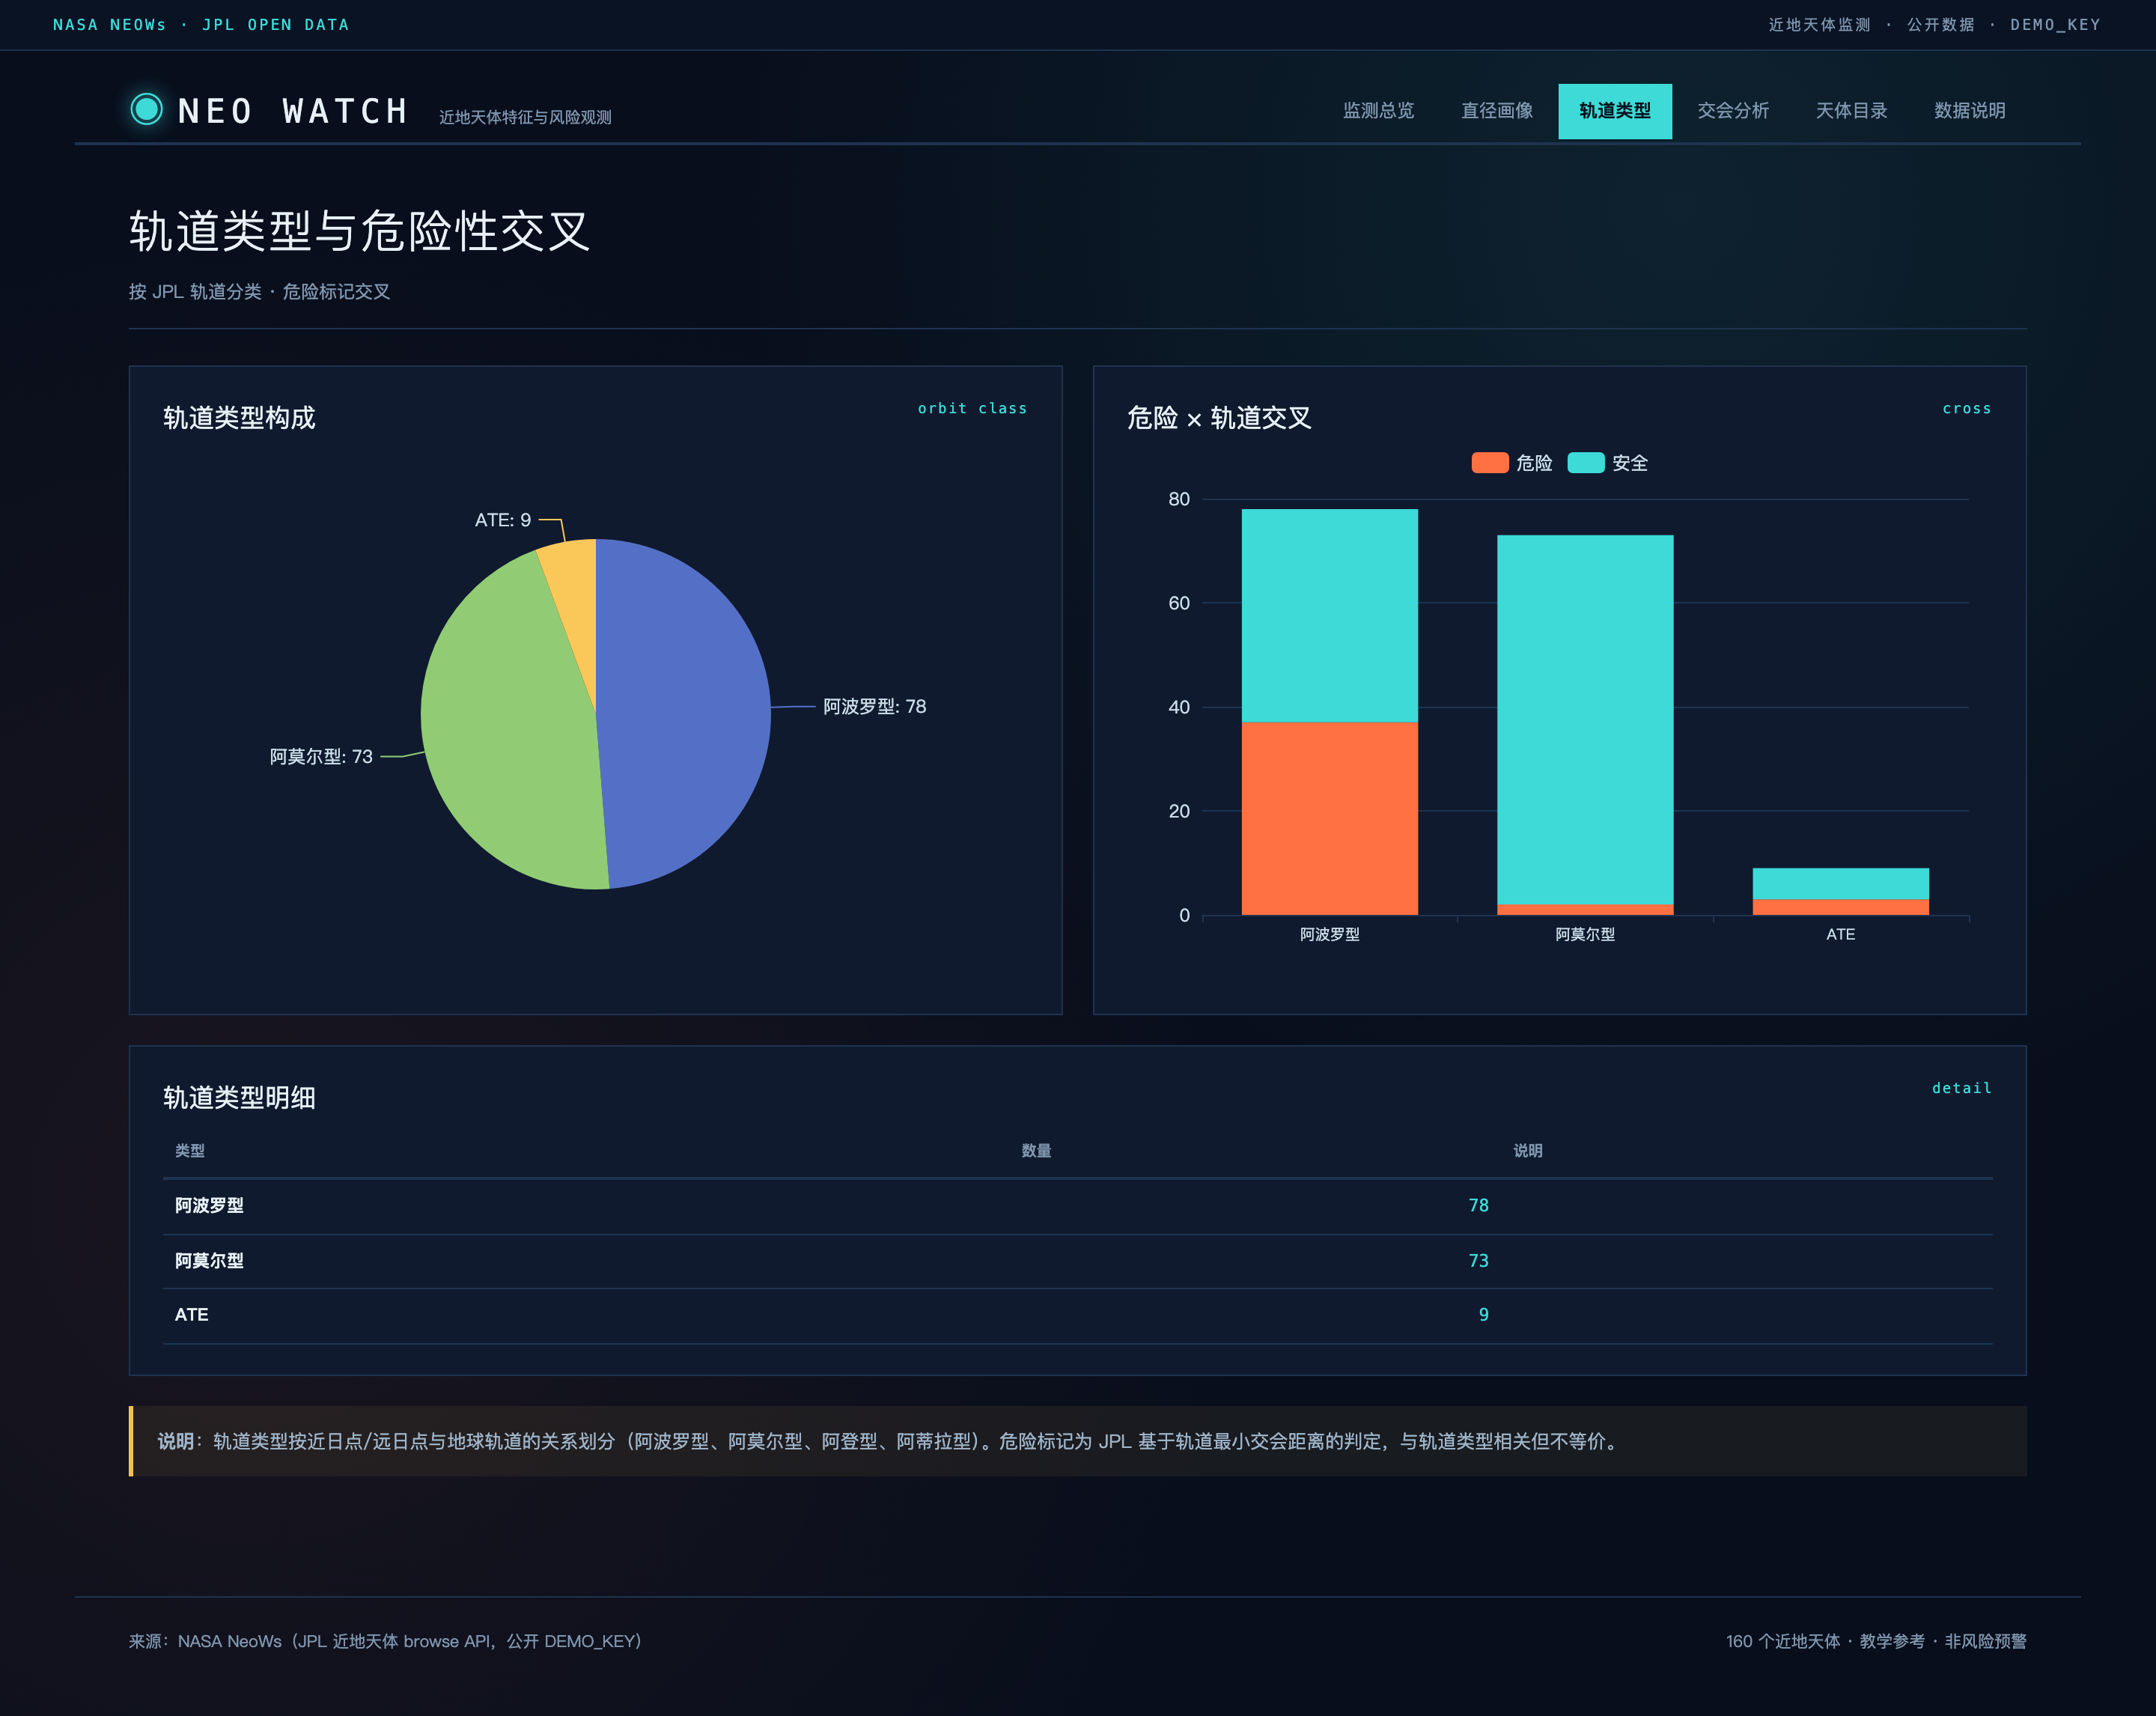 NASA NEOWs · JPL OPEN DATA
近地天体监测 · 公开数据 · DEMO_KEY
NEO WATCH
近地天体特征与风险观测
监测总览
直径画像
轨道类型
交会分析
天体目录
数据说明
轨道类型与危险性交叉
按 JPL 轨道分类 · 危险标记交叉
轨道类型构成
orbit class
ATE: 9
阿波罗型: 78
阿莫尔型: 73
危险 × 轨道交叉
cross
危险
安全
80
60
40
20
0
阿波罗型
阿莫尔型
ATE
轨道类型明细
detail
类型 数量 说明
阿波罗型 78
阿莫尔型 73
ATE 9
说明：轨道类型按近日点/远日点与地球轨道的关系划分（阿波罗型、阿莫尔型、阿登型、阿蒂拉型）。危险标记为 JPL 基于轨道最小交会距离的判定，与轨道类型相关但不等价。
来源：NASA NeoWs（JPL 近地天体 browse API，公开 DEMO_KEY）
160 个近地天体 · 教学参考 · 非风险预警